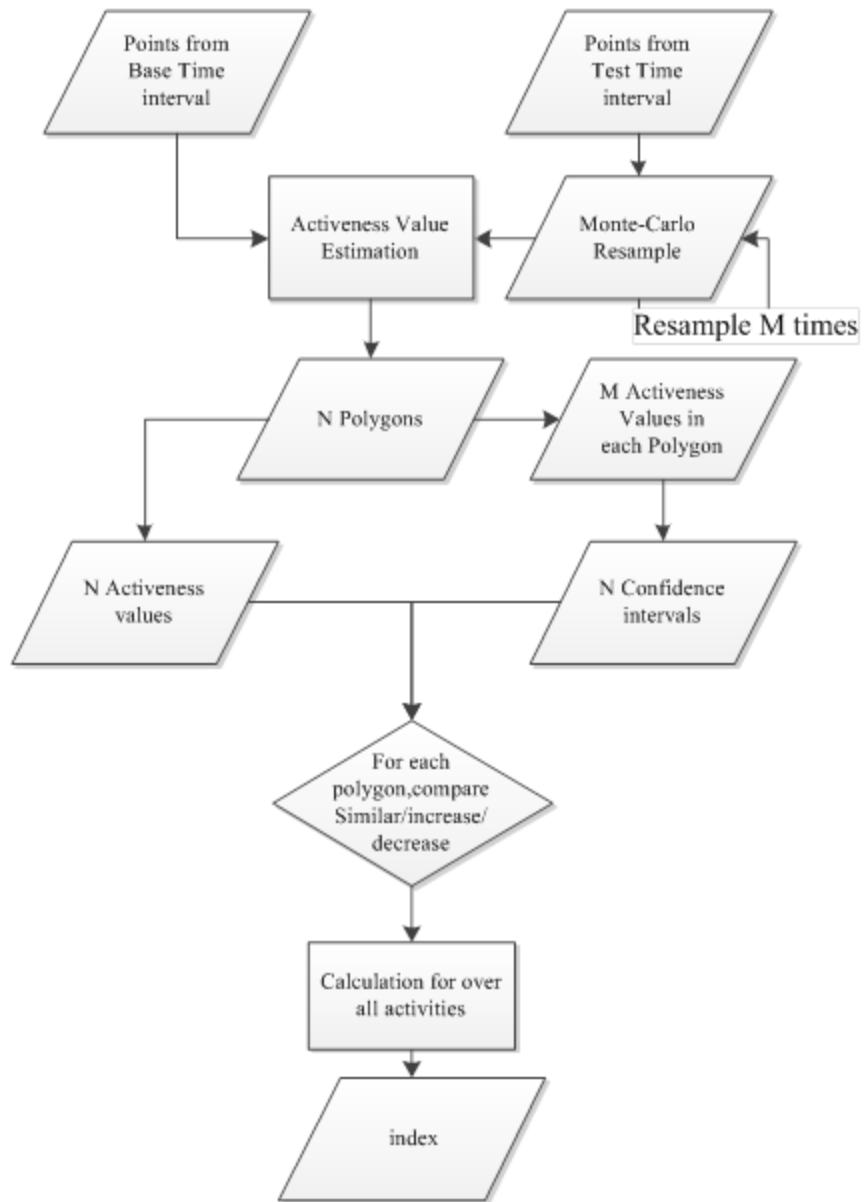 Points from
Base Time
interval
Points from
Test Time
interval
Activeness Value
Estimation
Monte-Carlo
Resample
Resample M times
N Polygons
M Activeness
Values in
each Polygon
N Activeness
values
N Confidence
intervals
For each
polygon,compare
Similar/increase/
decrease
Calculation for over
all activities
index